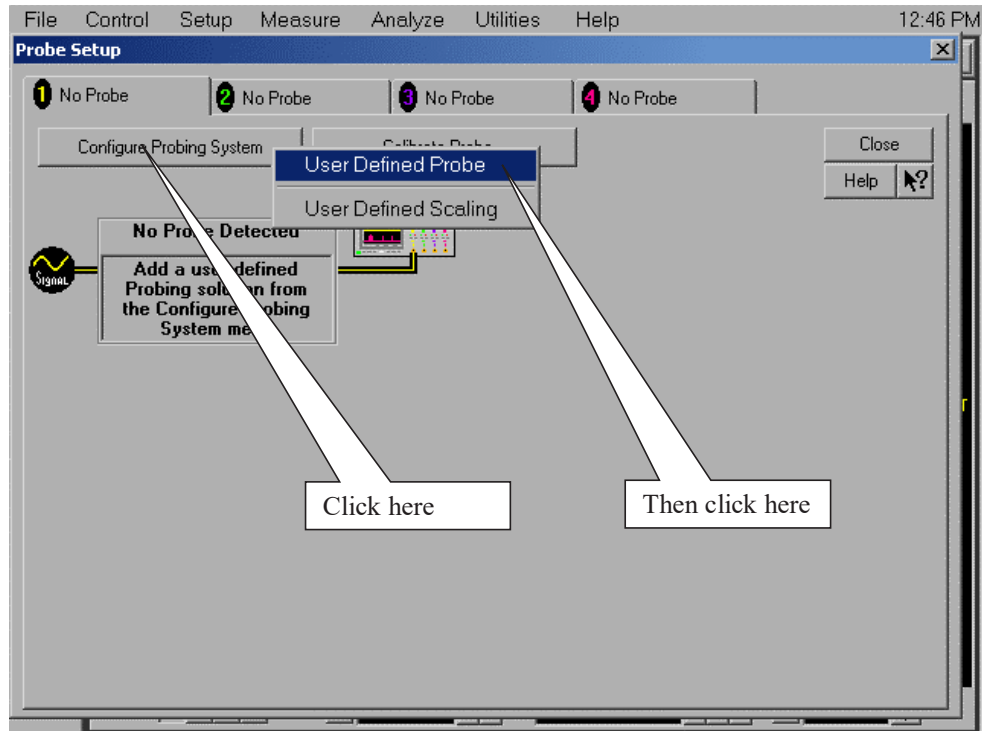 File Control Setup Measure Analyze Utilities Help 12:46 PM
Probe Setup
1 No Probe 2 No Probe 3 No Probe 4 No Probe
Configure Probing System Calibrate Probe Close
User Defined Probe
Help ?
User Defined Scaling
No Probe Detected
Signal
Add a user defined
Probing solution from
the Configure Probing
System
Click here
Then click here